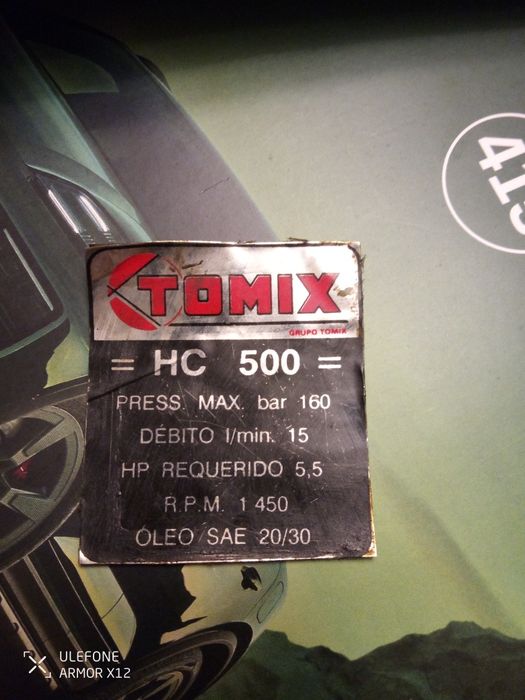 TOMIX
GRUPO TOMIX
= HC 500 =
PRESS. MAX. bar 160
DÉBITO l/min. 15
HP REQUERIDO 5,5
R.P.M. 1 450
ÓLEO SAE 20/30
ULEFONE
ARMOR X12